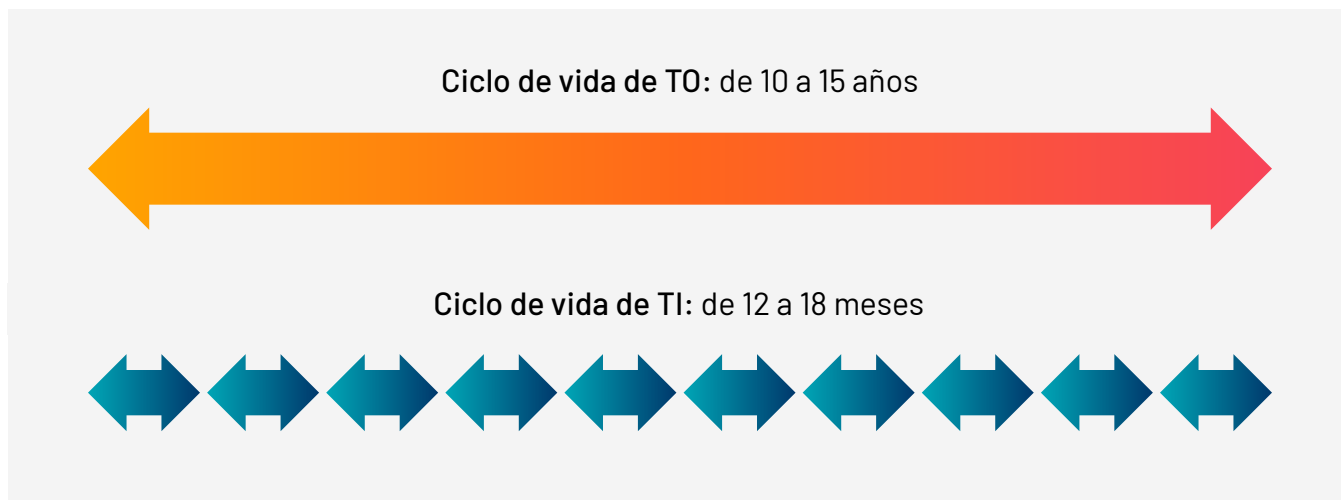 Ciclo de vida de TO: de 10 a 15 años
Ciclo de vida de TI: de 12 a 18 meses